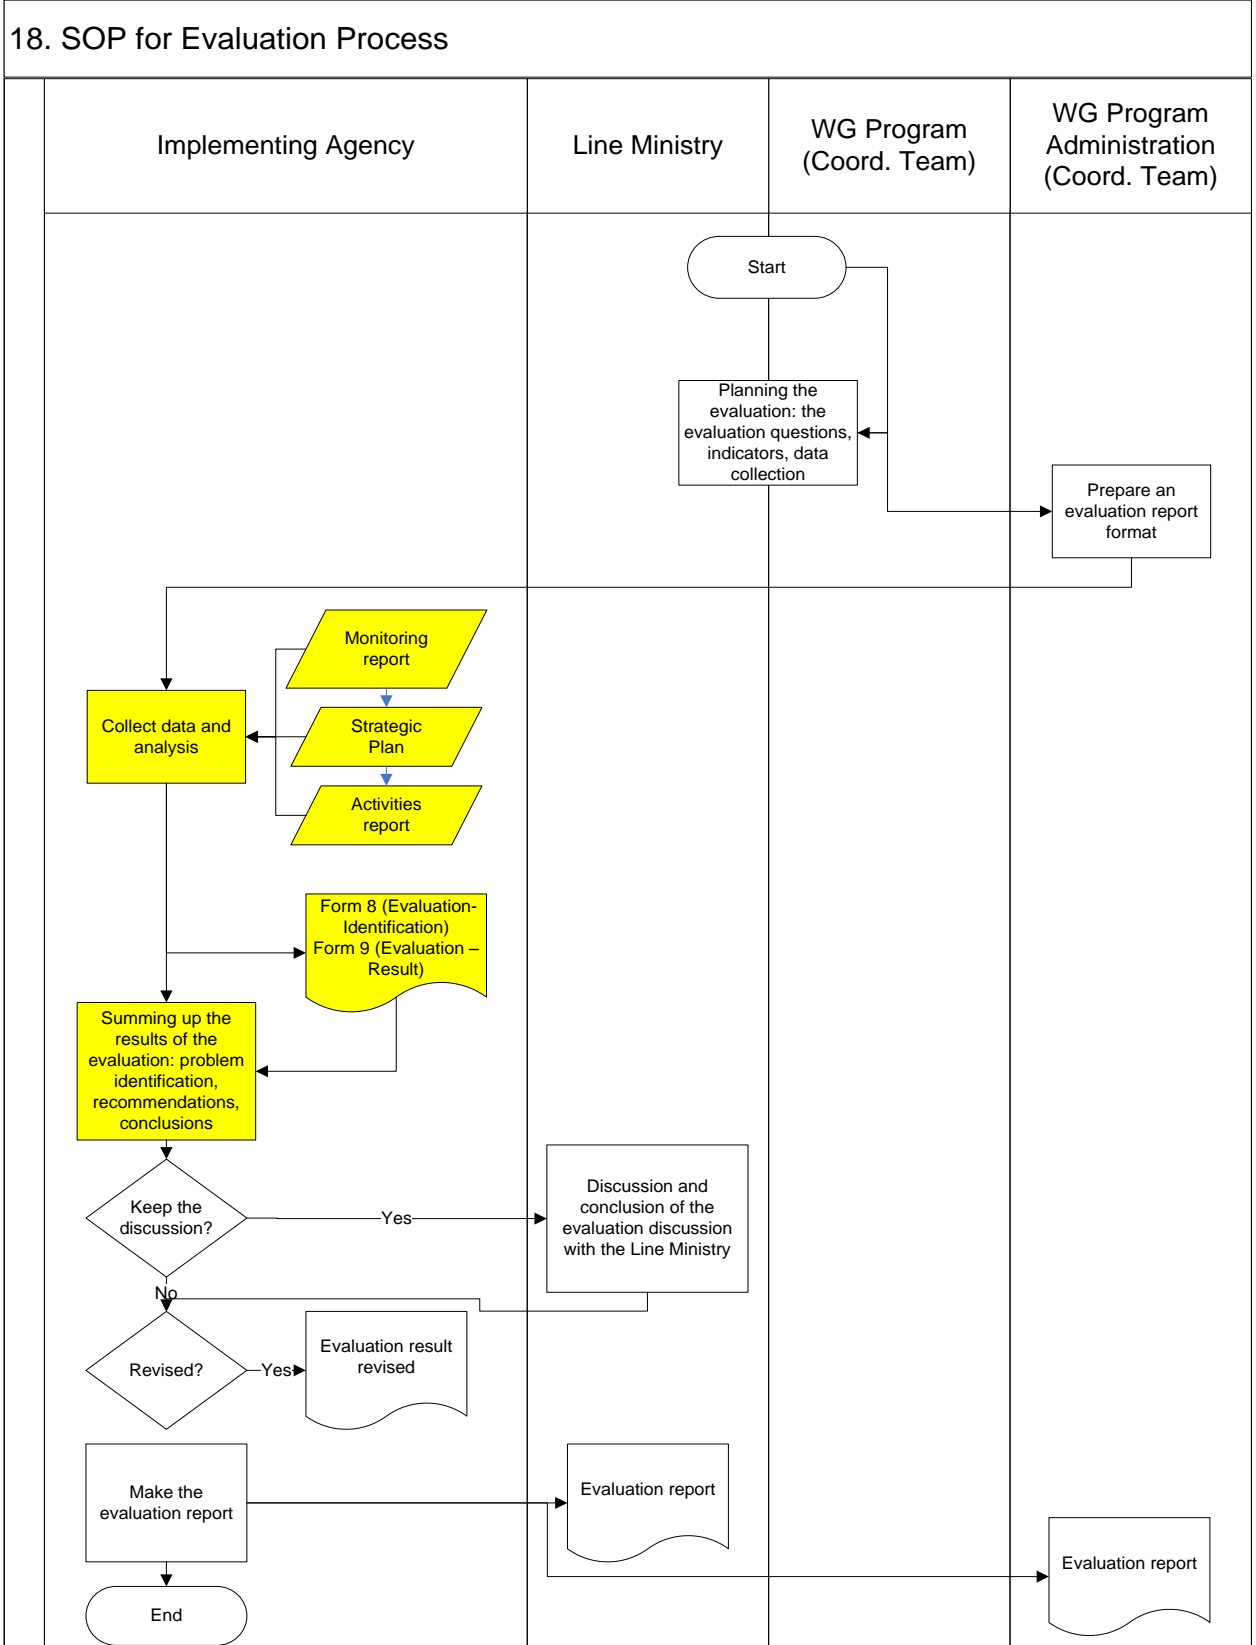 18. SOP for Evaluation Process
Implementing Agency
Line Ministry
WG Program
(Coord. Team)
WG Program
Administration
(Coord. Team)
Start
Planning the
evaluation: the
evaluation questions,
indicators, data
collection
Prepare an
evaluation report
format
Monitoring
report
Collect data and
analysis
Strategic
Plan
Activities
report
Form 8 (Evaluation-
Identification)
Form 9 (Evaluation –
Result)
Summing up the
results of the
evaluation: problem
identification,
recommendations,
conclusions
Keep the
discussion?
Yes
Discussion and
conclusion of the
evaluation discussion
with the Line Ministry
No
Revised?
Yes
Evaluation result
revised
Make the
evaluation report
Evaluation report
Evaluation report
End